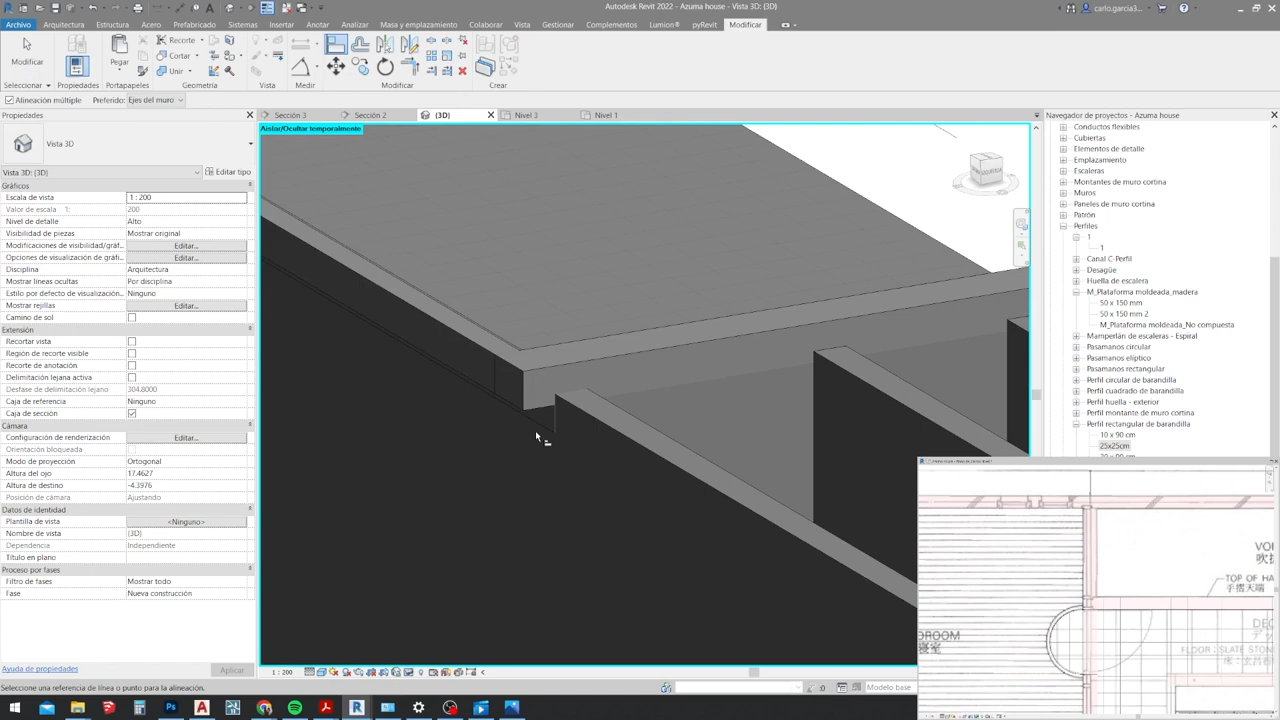 Autodesk Revit 2022 - Vista 3D: {3D}
carlo.garcia3...
Archivo Arquitectura Estructura Acero Prefabricado Sistemas Insertar Anotar Analizar Masa y emplazamiento Colaborar Vista Gestionar Complementos Lumion® pyRevit Modificar
Recorte
Cortar
Unir
Modificar
Pegar
Seleccionar Propiedades Portapapeles Geometría Vista Medir Modificar Crear
Alineación múltiple Preferido: Ejes del muro
Propiedades
Sección 3 Sección 2 {3D} Nivel 3 Nivel 1
Navegador de proyectos - Azuma house
Aislar/Ocultar temporalmente
Vista 3D
Vista 3D: {3D} Editar tipo
Gráficos
Escala de vista 1 : 200
Valor de escala 1: 200
Nivel de detalle Alto
Visibilidad de piezas Mostrar original
Modificaciones de visibilidad/gráf... Editar...
Opciones de visualización de gráfi... Editar...
Disciplina Arquitectura
Mostrar líneas ocultas Por disciplina
Estilo por defecto de visualización... Ninguno
Mostrar rejillas Editar...
Camino de sol
Extensión
Recortar vista
Región de recorte visible
Recorte de anotación
Delimitación lejana activa
Desfase de delimitación lejano 304.8000
Caja de referencia Ninguno
Caja de sección
Cámara
Configuración de renderización Editar...
Orientación bloqueada
Modo de proyección Ortogonal
Altura del ojo 17.4627
Altura de destino -4.3976
Posición de cámara Ajustando
Datos de identidad
Plantilla de vista <Ninguno>
Nombre de vista {3D}
Dependencia Independiente
Título en plano
Proceso por fases
Filtro de fases Mostrar todo
Fase Nueva construcción
Ayuda de propiedades Aplicar
Conductos flexibles
Cubiertas
Elementos de detalle
Emplazamiento
Escaleras
Montantes de muro cortina
Muros
Paneles de muro cortina
Patrón
Perfiles
1
1
Canal C-Perfil
Desagüe
Huella de escalera
M_Plataforma moldeada_madera
50 x 150 mm
50 x 150 mm 2
M_Plataforma moldeada_No compuesta
Mamperlán de escaleras - Espiral
Pasamanos circular
Pasamanos elíptico
Pasamanos rectangular
Perfil circular de barandilla
Perfil cuadrado de barandilla
Perfil huella - exterior
Perfil montante de muro cortina
Perfil rectangular de barandilla
10 x 90 cm
25x25cm
TOP OF HA
手摺天端
FLOOR : SLATE STON
1 : 200
Seleccione una referencia de línea o punto para la alineación.
:0
Modelo base